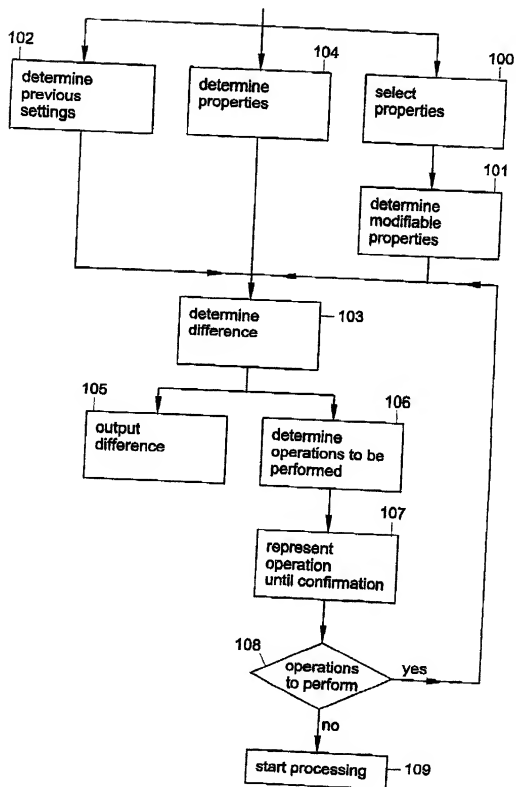 102
determine
previous
settings
104
determine
properties
100
select
properties
101
determine
modifiable
properties
determine
difference
103
105
output
difference
106
determine
operations to be
performed
107
represent
operation
until confirmation
108
operations
to perform
yes
no
start processing
109